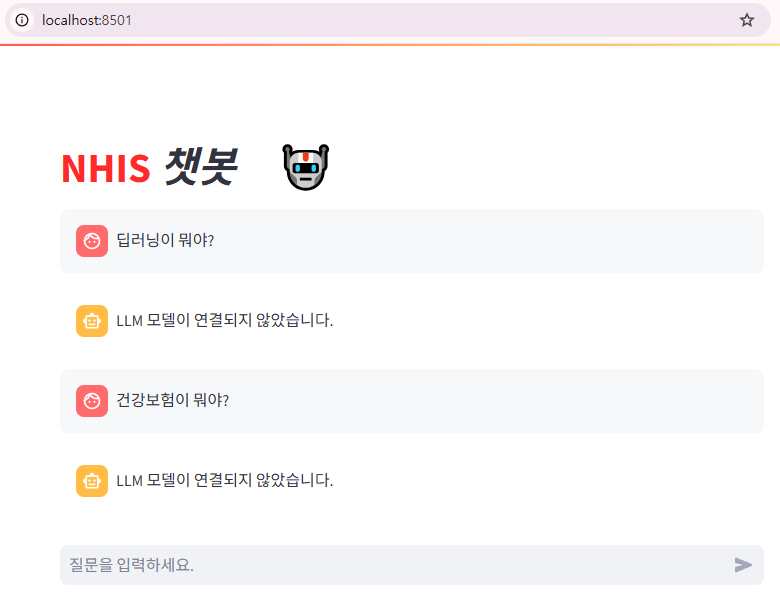 localhost:8501
NHIS 챗봇
딥러닝이 뭐야?
LLM 모델이 연결되지 않았습니다.
건강보험이 뭐야?
LLM 모델이 연결되지 않았습니다.
질문을 입력하세요.